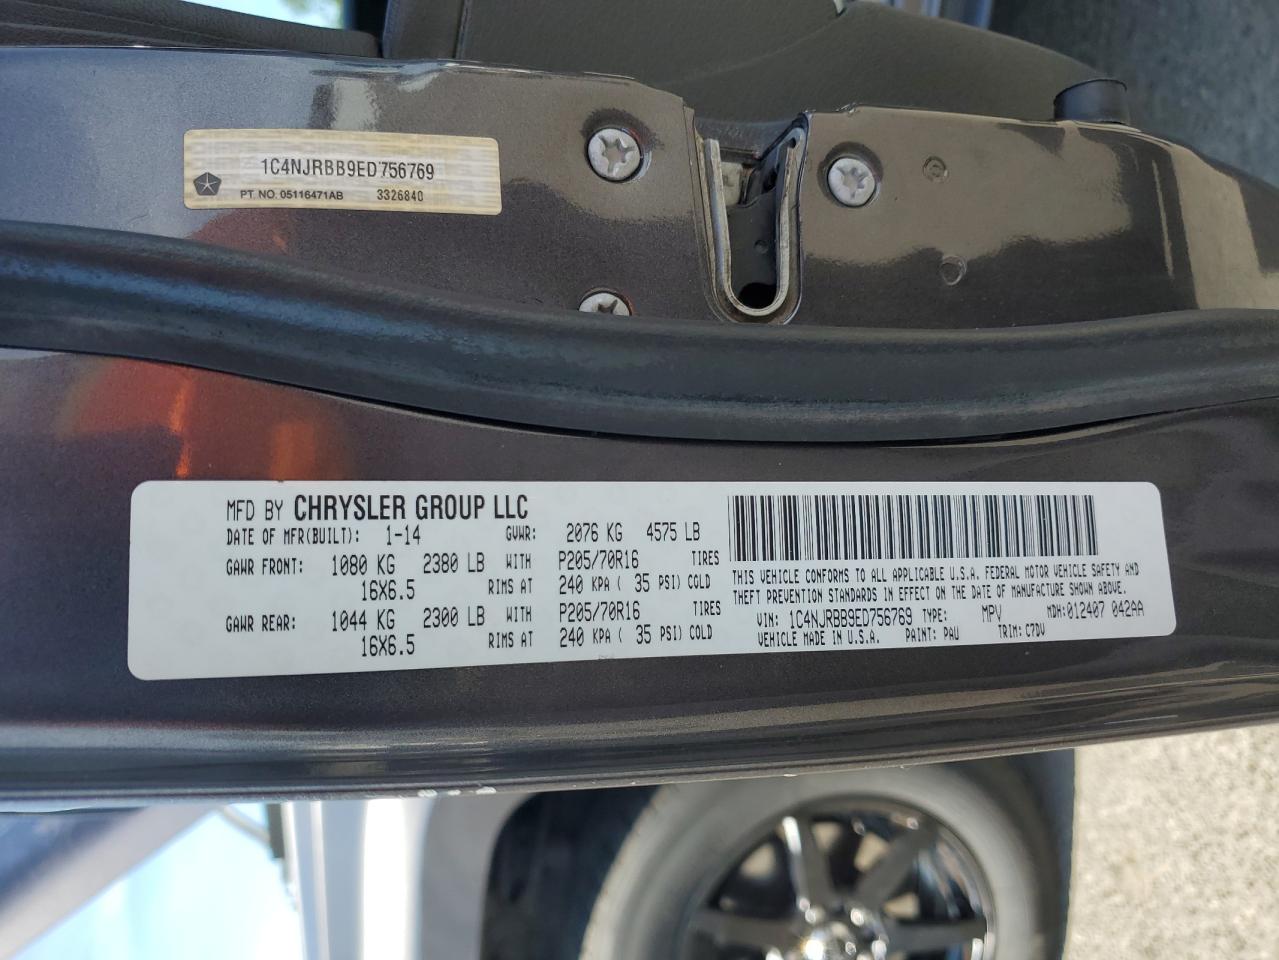 1C4NJRBB9ED756769
PT. NO. 05116471AB 3326840
MFD BY CHRYSLER GROUP LLC
DATE OF MFR(BUILT): 1-14 GVWR: 2076 KG 4575 LB
GAWR FRONT: 1080 KG 2380 LB WITH P205/70R16 TIRES
16X6.5 RIMS AT 240 KPA ( 35 PSI) COLD
GAWR REAR: 1044 KG 2300 LB WITH P205/70R16 TIRES
16X6.5 RIMS AT 240 KPA ( 35 PSI) COLD
THIS VEHICLE CONFORMS TO ALL APPLICABLE U.S.A. FEDERAL MOTOR VEHICLE SAFETY AND
THEFT PREVENTION STANDARDS IN EFFECT ON THE DATE OF MANUFACTURE SHOWN ABOVE.
VIN: 1C4NJRBB9ED756769 TYPE: MPV MDH:012407 042AA
VEHICLE MADE IN U.S.A. PAINT: PAU TRIM: C7DV